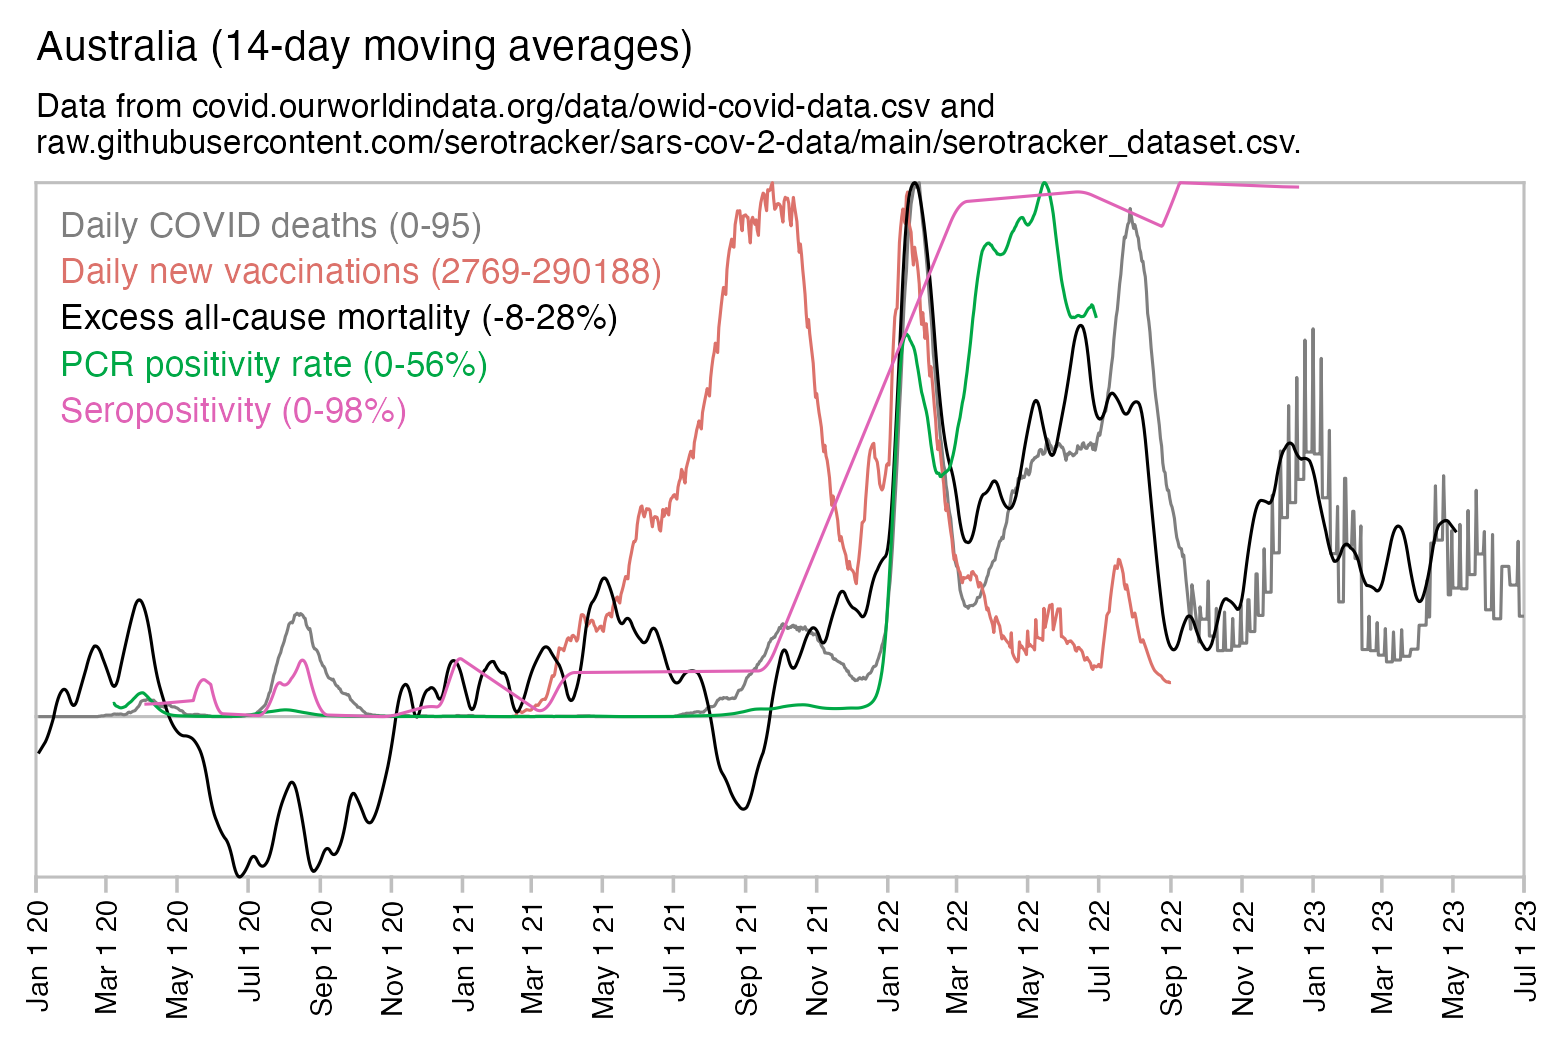 Australia (14-day moving averages)
Data from covid.ourworldindata.org/data/owid-covid-data.csv and
raw.githubusercontent.com/serotracker/sars-cov-2-data/main/serotracker_dataset.csv.
Daily COVID deaths (0-95)
Daily new vaccinations (2769-290188)
Excess all-cause mortality (-8-28%)
PCR positivity rate (0-56%)
Seropositivity (0-98%)
Jan 1 20
Mar 1 20
May 1 20
Jul 1 20
Sep 1 20
Nov 1 20
Jan 1 21
Mar 1 21
May 1 21
Jul 1 21
Sep 1 21
Nov 1 21
Jan 1 22
Mar 1 22
May 1 22
Jul 1 22
Sep 1 22
Nov 1 22
Jan 1 23
Mar 1 23
May 1 23
Jul 1 23